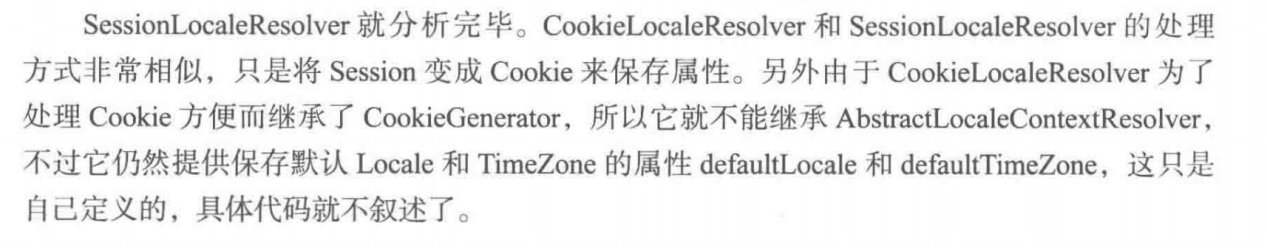 SessionLocaleResolver 就分析完毕。CookieLocaleResolver 和 SessionLocaleResolver 的处理
方式非常相似，只是将 Session 变成 Cookie 来保存属性。另外由于 CookieLocaleResolver 为了
处理 Cookie 方便而继承了 CookieGenerator，所以它就不能继承 AbstractLocaleContextResolver，
不过它仍然提供保存默认 Locale 和 TimeZone 的属性 defaultLocale 和 defaultTimeZone，这只是
自己定义的，具体代码就不叙述了。